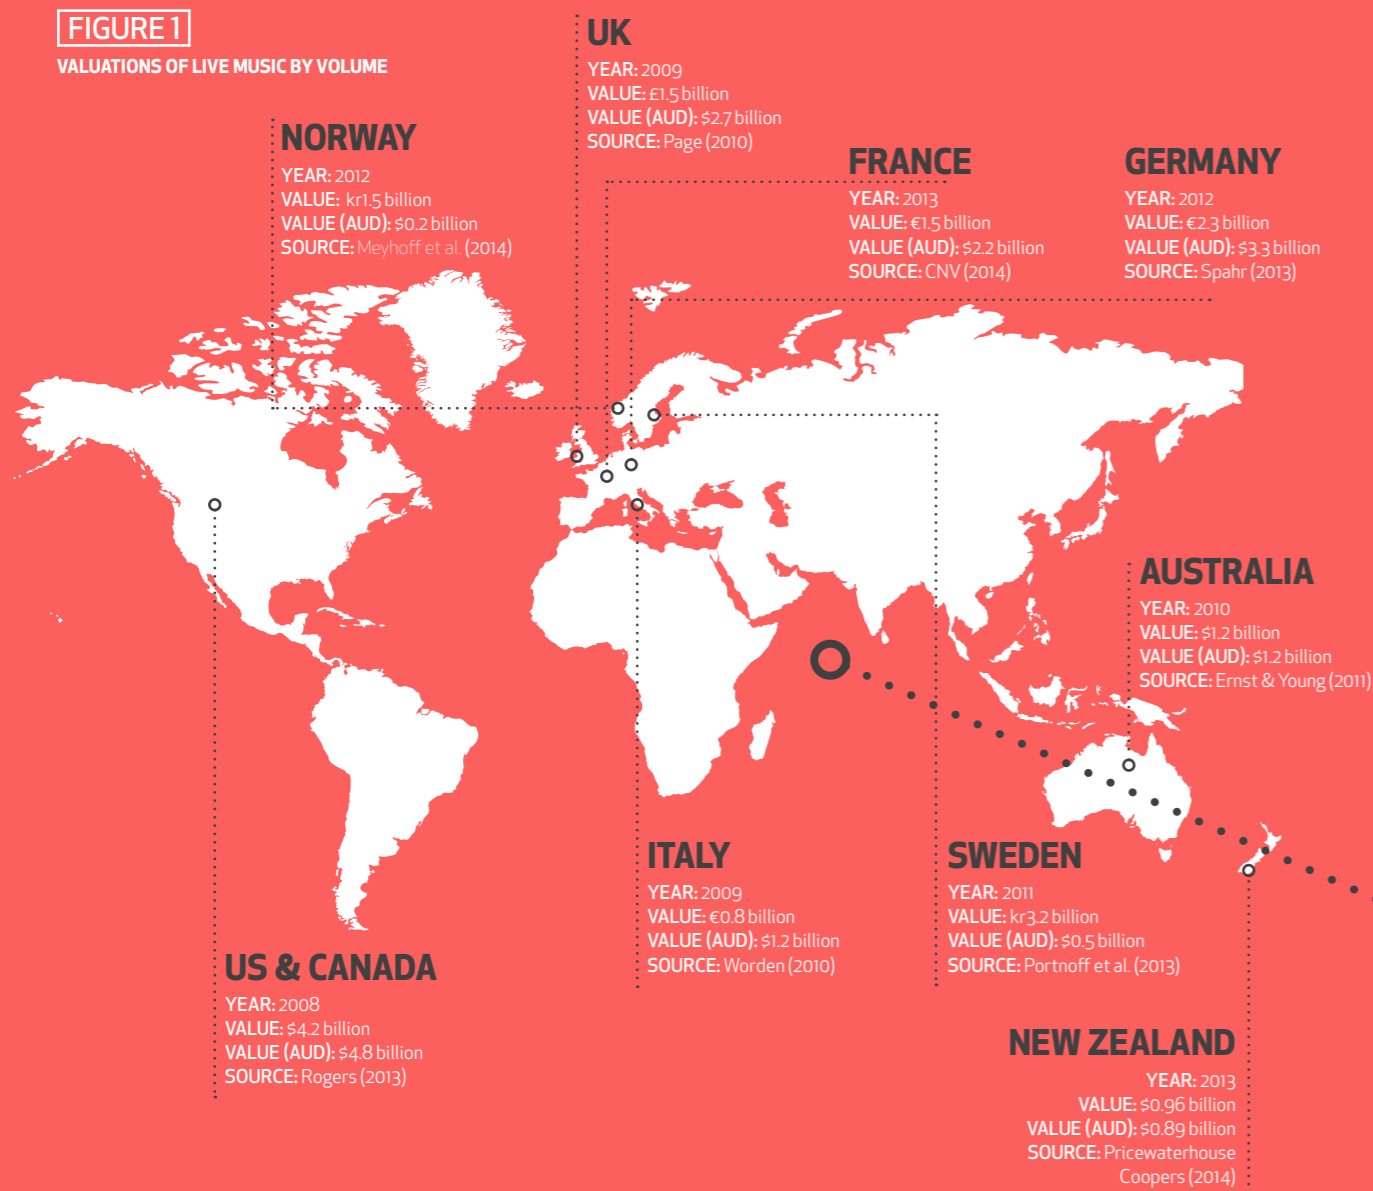 FIGURE 1
VALUATIONS OF LIVE MUSIC BY VOLUME
UK
YEAR: 2009
VALUE: £1.5 billion
VALUE (AUD): $2.7 billion
SOURCE: Page (2010)
NORWAY
YEAR: 2012
VALUE: kr1.5 billion
VALUE (AUD): $0.2 billion
SOURCE: Meyhoff et al. (2014)
FRANCE
YEAR: 2013
VALUE: €1.5 billion
VALUE (AUD): $2.2 billion
SOURCE: CNV (2014)
GERMANY
YEAR: 2012
VALUE: €2.3 billion
VALUE (AUD): $3.3 billion
SOURCE: Spahr (2013)
AUSTRALIA
YEAR: 2010
VALUE: $1.2 billion
VALUE (AUD): $1.2 billion
SOURCE: Ernst & Young (2011)
ITALY
YEAR: 2009
VALUE: €0.8 billion
VALUE (AUD): $1.2 billion
SOURCE: Worden (2010)
SWEDEN
YEAR: 2011
VALUE: kr3.2 billion
VALUE (AUD): $0.5 billion
SOURCE: Portnoff et al. (2013)
US & CANADA
YEAR: 2008
VALUE: $4.2 billion
VALUE (AUD): $4.8 billion
SOURCE: Rogers (2013)
NEW ZEALAND
YEAR: 2013
VALUE: $0.96 billion
VALUE (AUD): $0.89 billion
SOURCE: Pricewaterhouse
Coopers (2014)